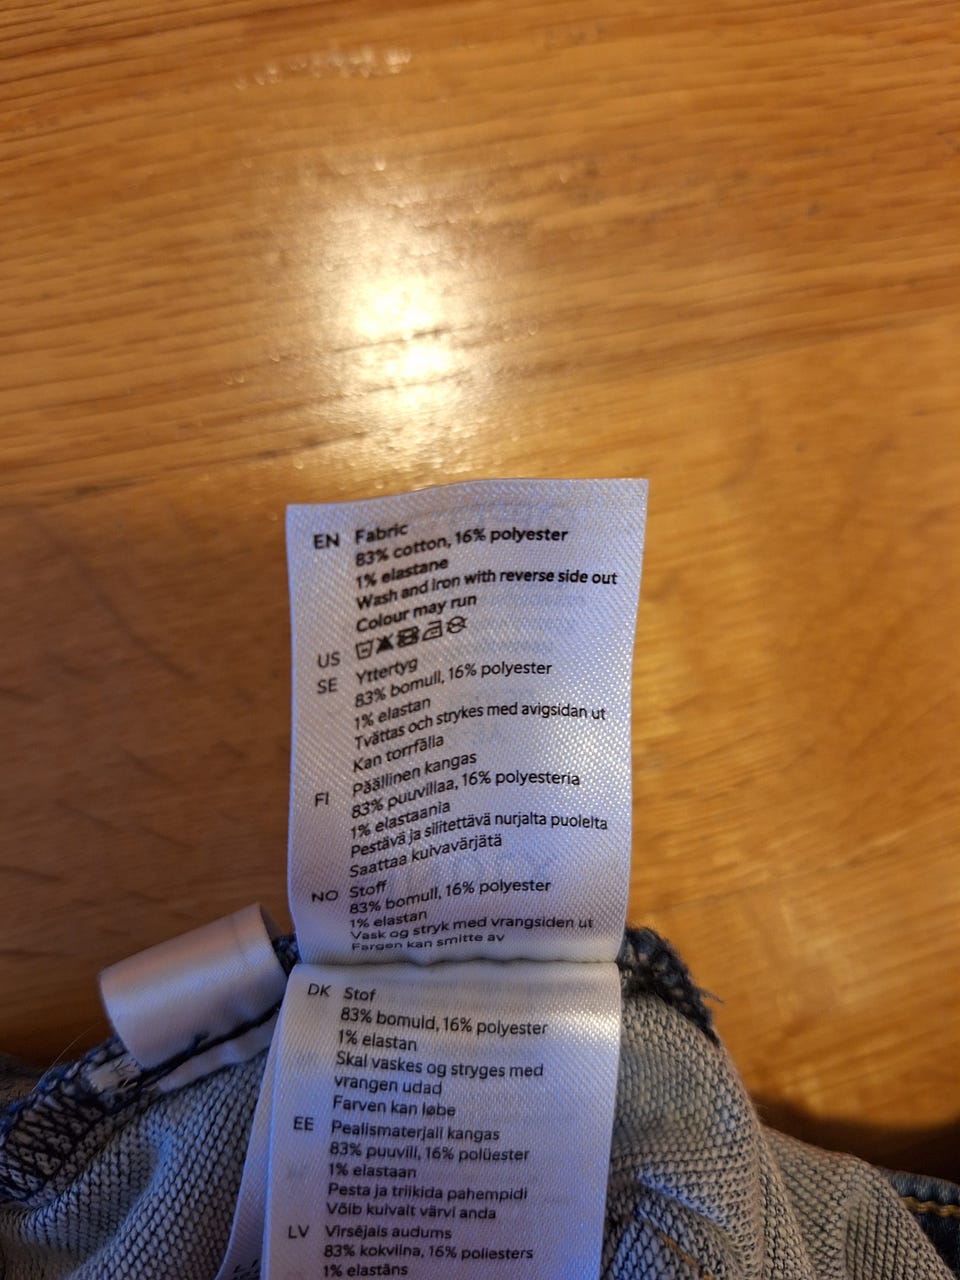 EN Fabric
83% cotton, 16% polyester
1% elastane
Wash and iron with reverse side out
Colour may run
US
SE Yttertyg
83% bomull, 16% polyester
1% elastan
Tvättas och strykes med avigsidan ut
Kan torrfälla
FI Päällinen kangas
83% puuvillaa, 16% polyesteria
1% elastaania
Pestävä ja silitettävä nurjalta puolelta
Saattaa kuivavärjätä
NO Stoff
83% bomull, 16% polyester
1% elastan
Vask og stryk med vrangsiden ut
Fargen kan smitte av
DK Stof
83% bomuld, 16% polyester
1% elastan
Skal vaskes og stryges med
vrangen udad
Farven kan løbe
EE Pealismaterjali kangas
83% puuvill, 16% polüester
1% elastaan
Pesta ja triikida pahempidi
Võib kuivalt värvi anda
LV Virsējais audums
83% kokvilna, 16% poliesters
1% elastāns